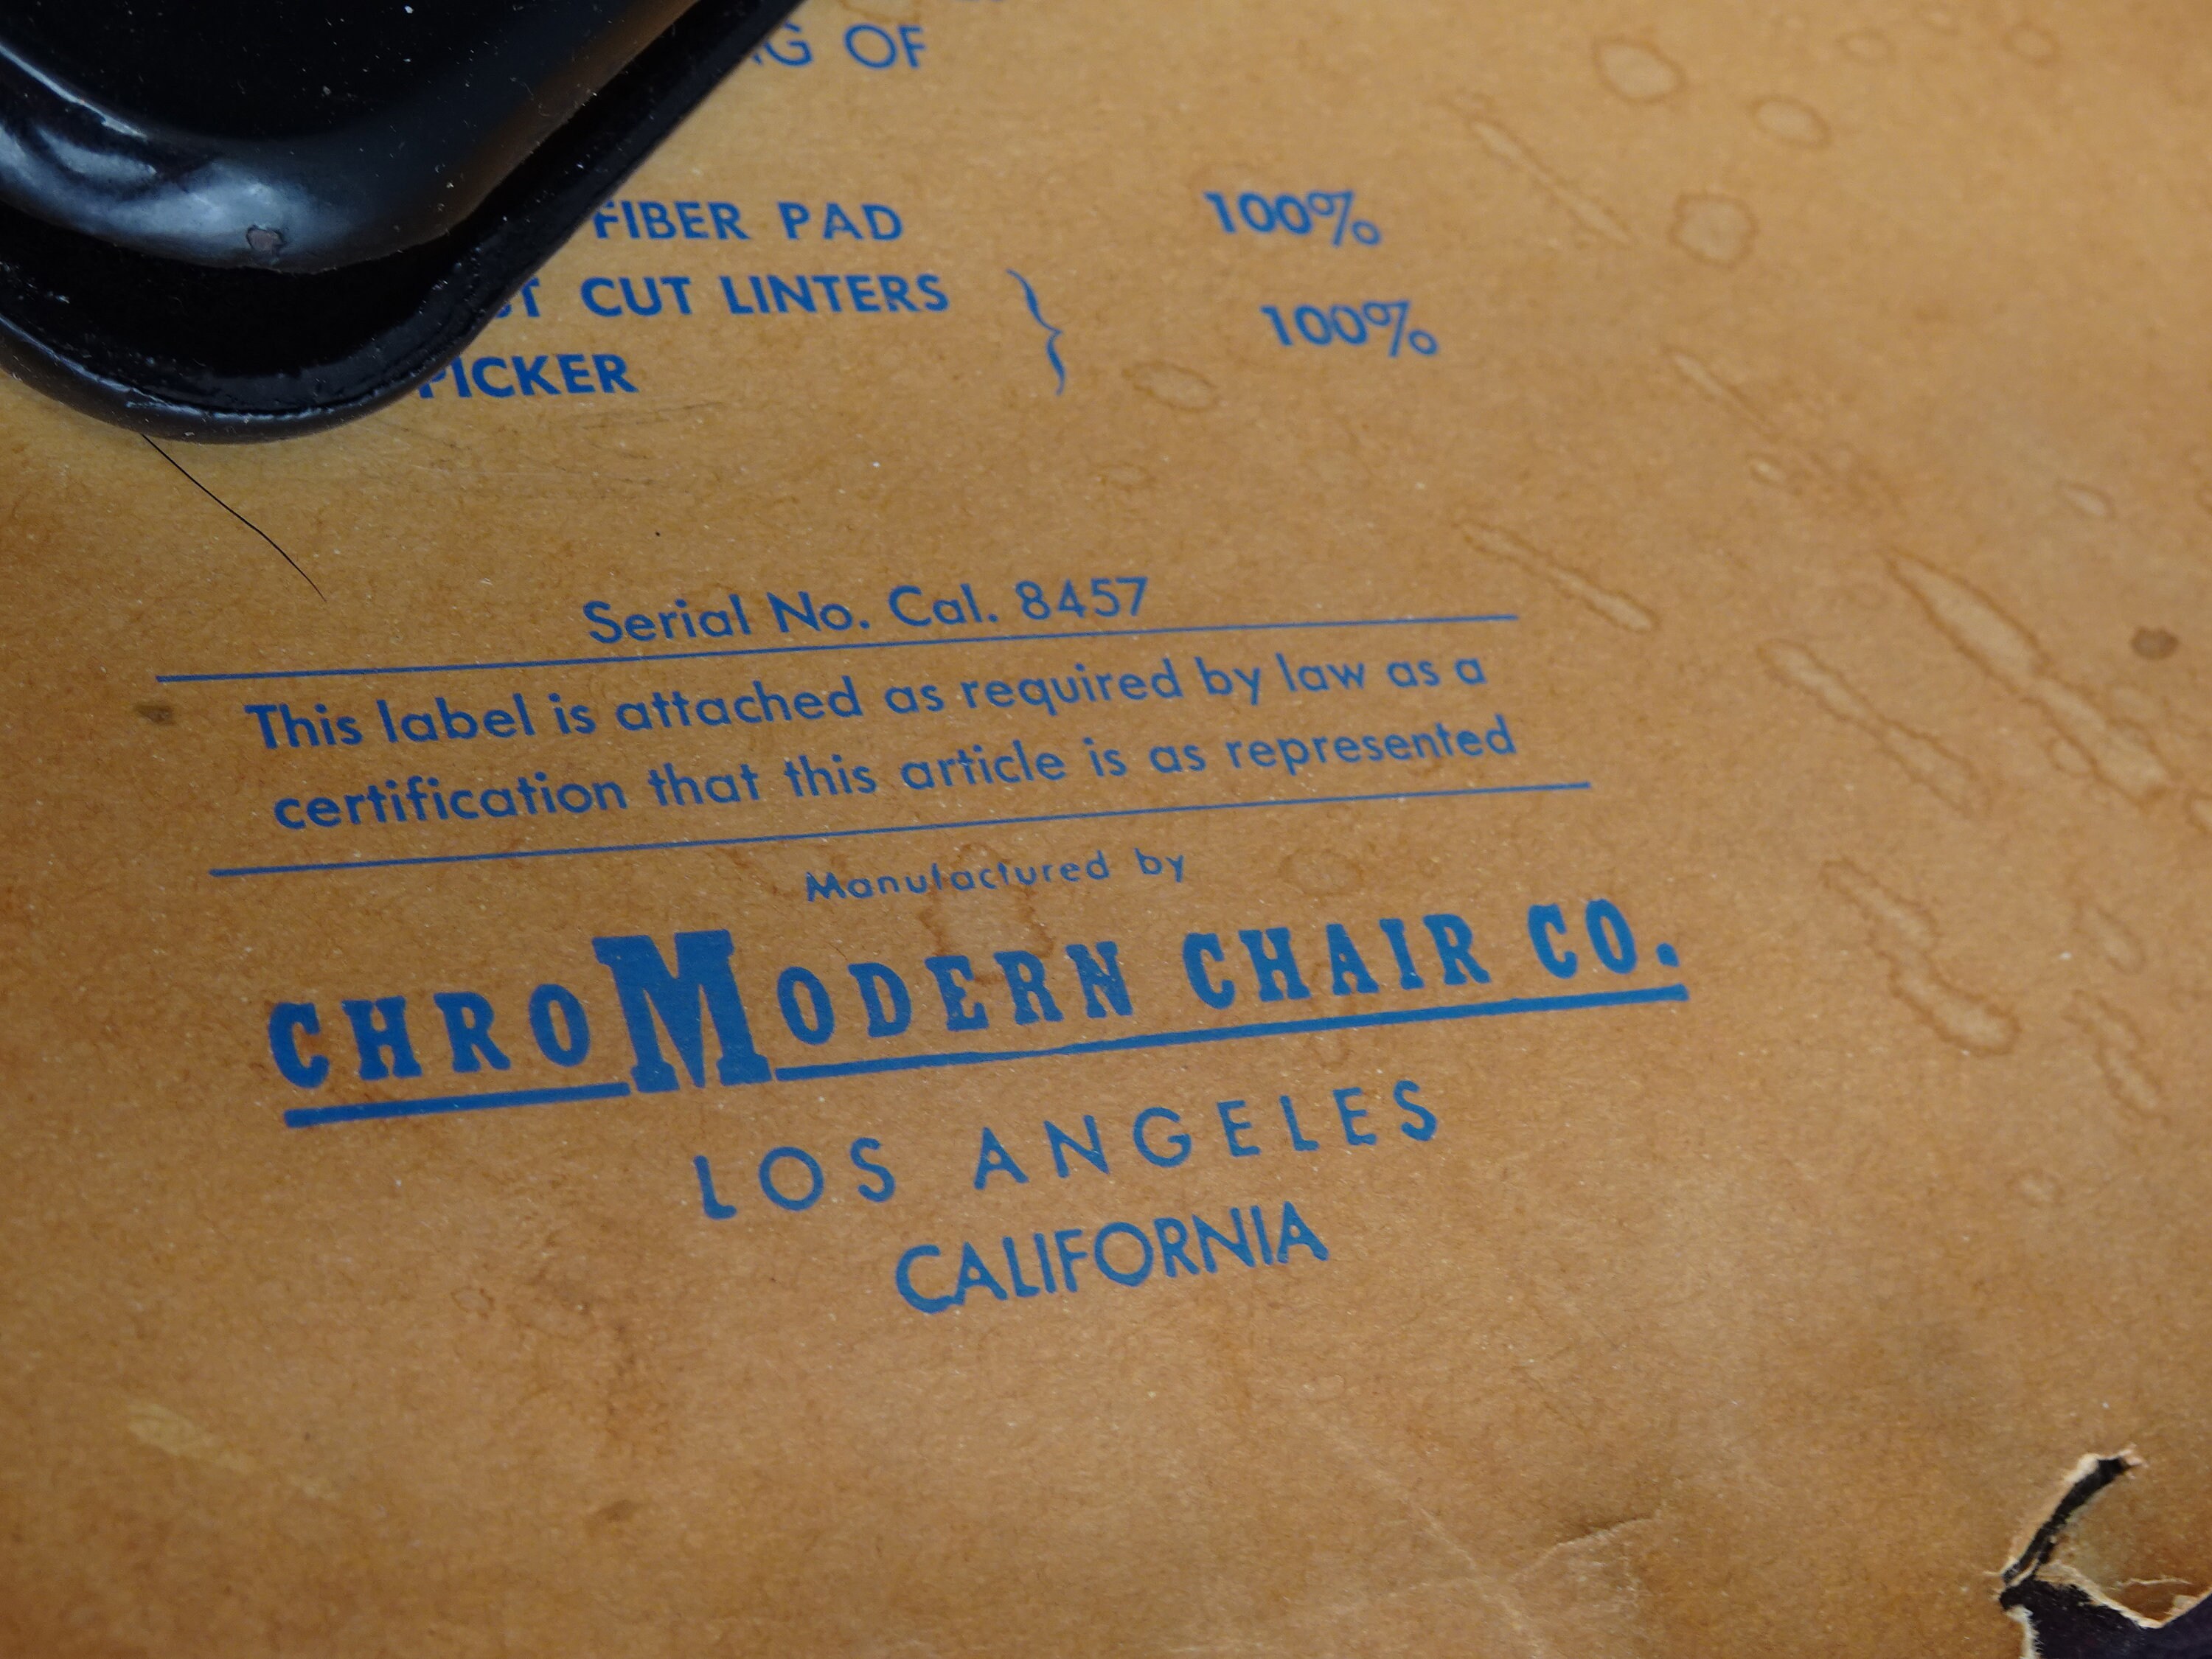 OF
FIBER PAD 100%
CUT LINTERS
100%
PICKER
Serial No. Cal. 8457
This label is attached as required by law as a
certification that this article is as represented
Manufactured by
CHROMODERN CHAIR CO.
LOS ANGELES
CALIFORNIA